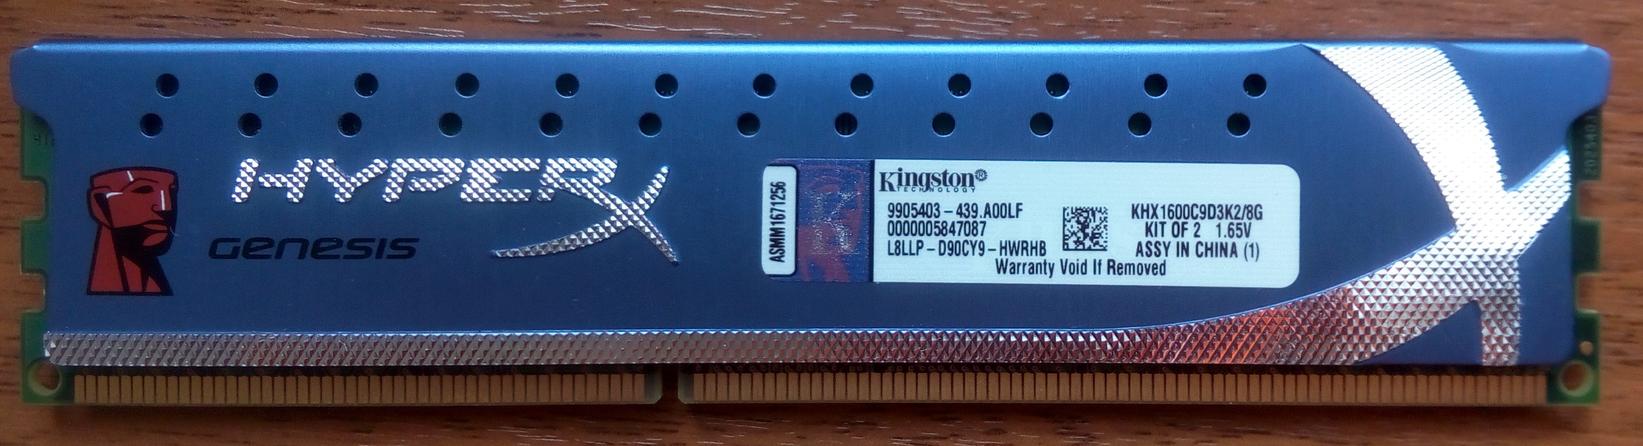 HYPERX
GENESIS
ASMM1671256
Kingston®
TECHNOLOGY
9905403-439.A00LF
0000005847087
L8LLP-D90CY9-HWRHB
KHX1600C9D3K2/8G
KIT OF 2 1.65V
ASSY IN CHINA (1)
Warranty Void If Removed